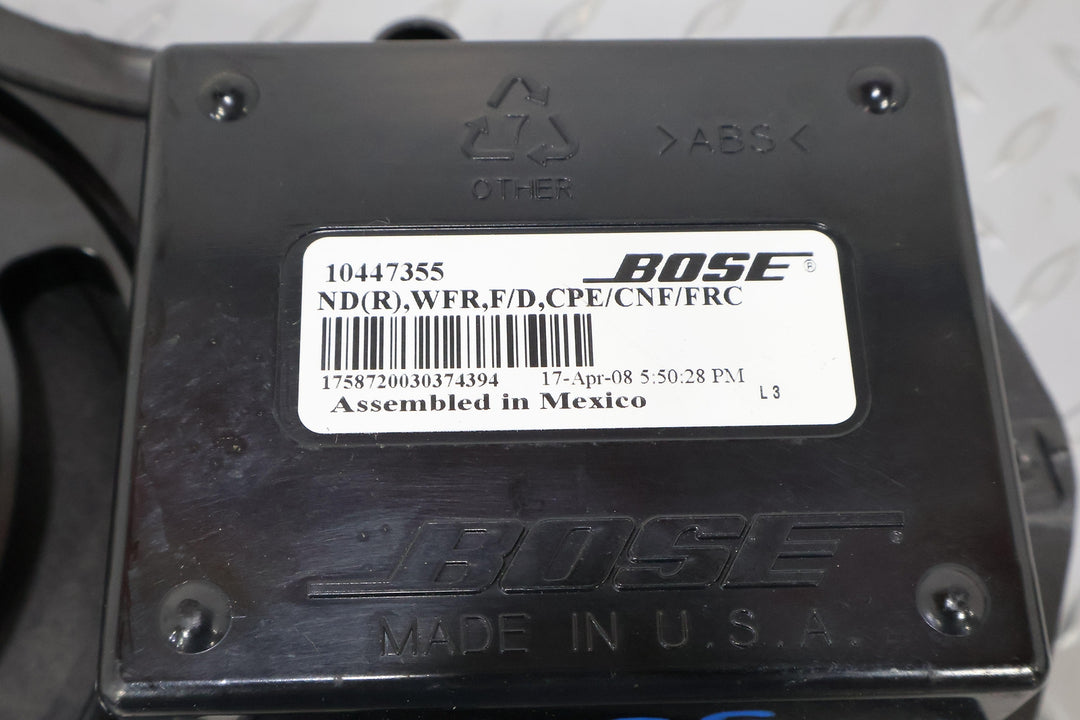 7
OTHER
>ABS<
10447355
BOSE®
ND(R),WFR,F/D,CPE/CNF/FRC
1758720030374394 17-Apr-08 5:50:28 PM
Assembled in Mexico
L3
BOSE®
MADE IN U.S.A.